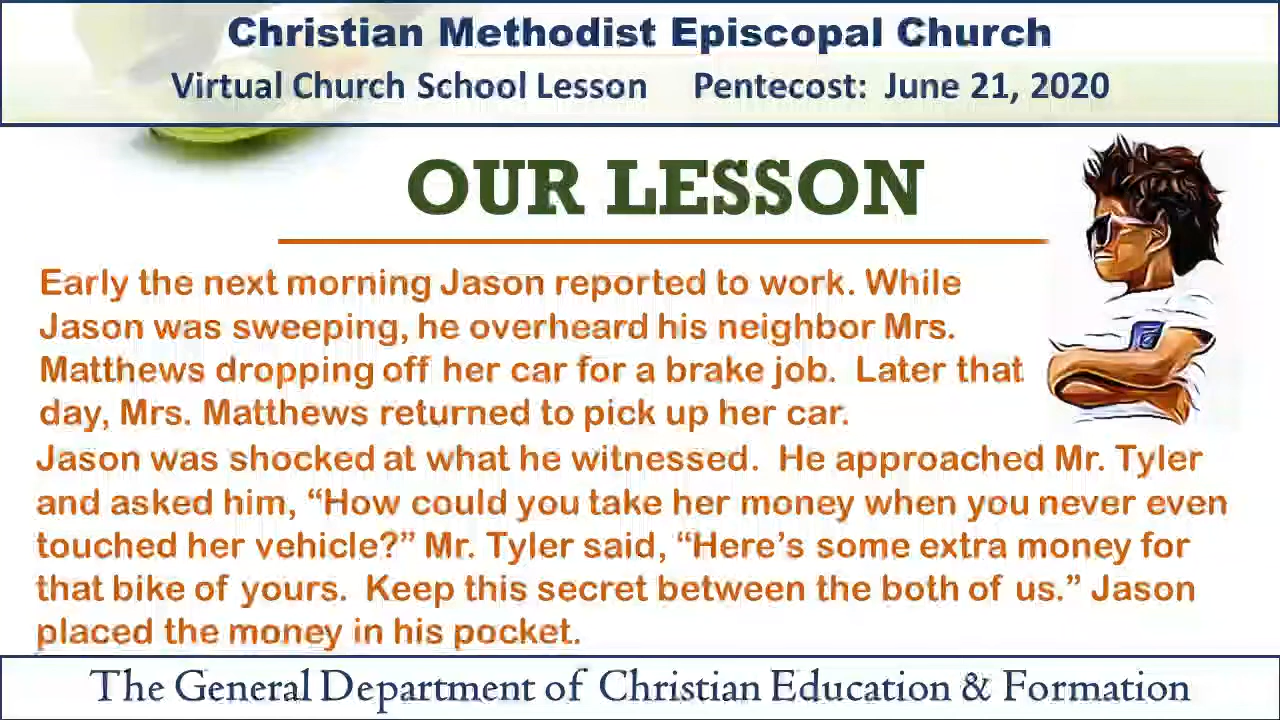 Christian Methodist Episcopal Church
Virtual Church School Lesson Pentecost: June 21, 2020
OUR LESSON
Early the next morning Jason reported to work. While
Jason was sweeping, he overheard his neighbor Mrs.
Matthews dropping off her car for a brake job. Later that
day, Mrs. Matthews returned to pick up her car.
Jason was shocked at what he witnessed. He approached Mr. Tyler
and asked him, “How could you take her money when you never even
touched her vehicle?” Mr. Tyler said, “Here’s some extra money for
that bike of yours. Keep this secret between the both of us.” Jason
placed the money in his pocket.
The General Department of Christian Education & Formation